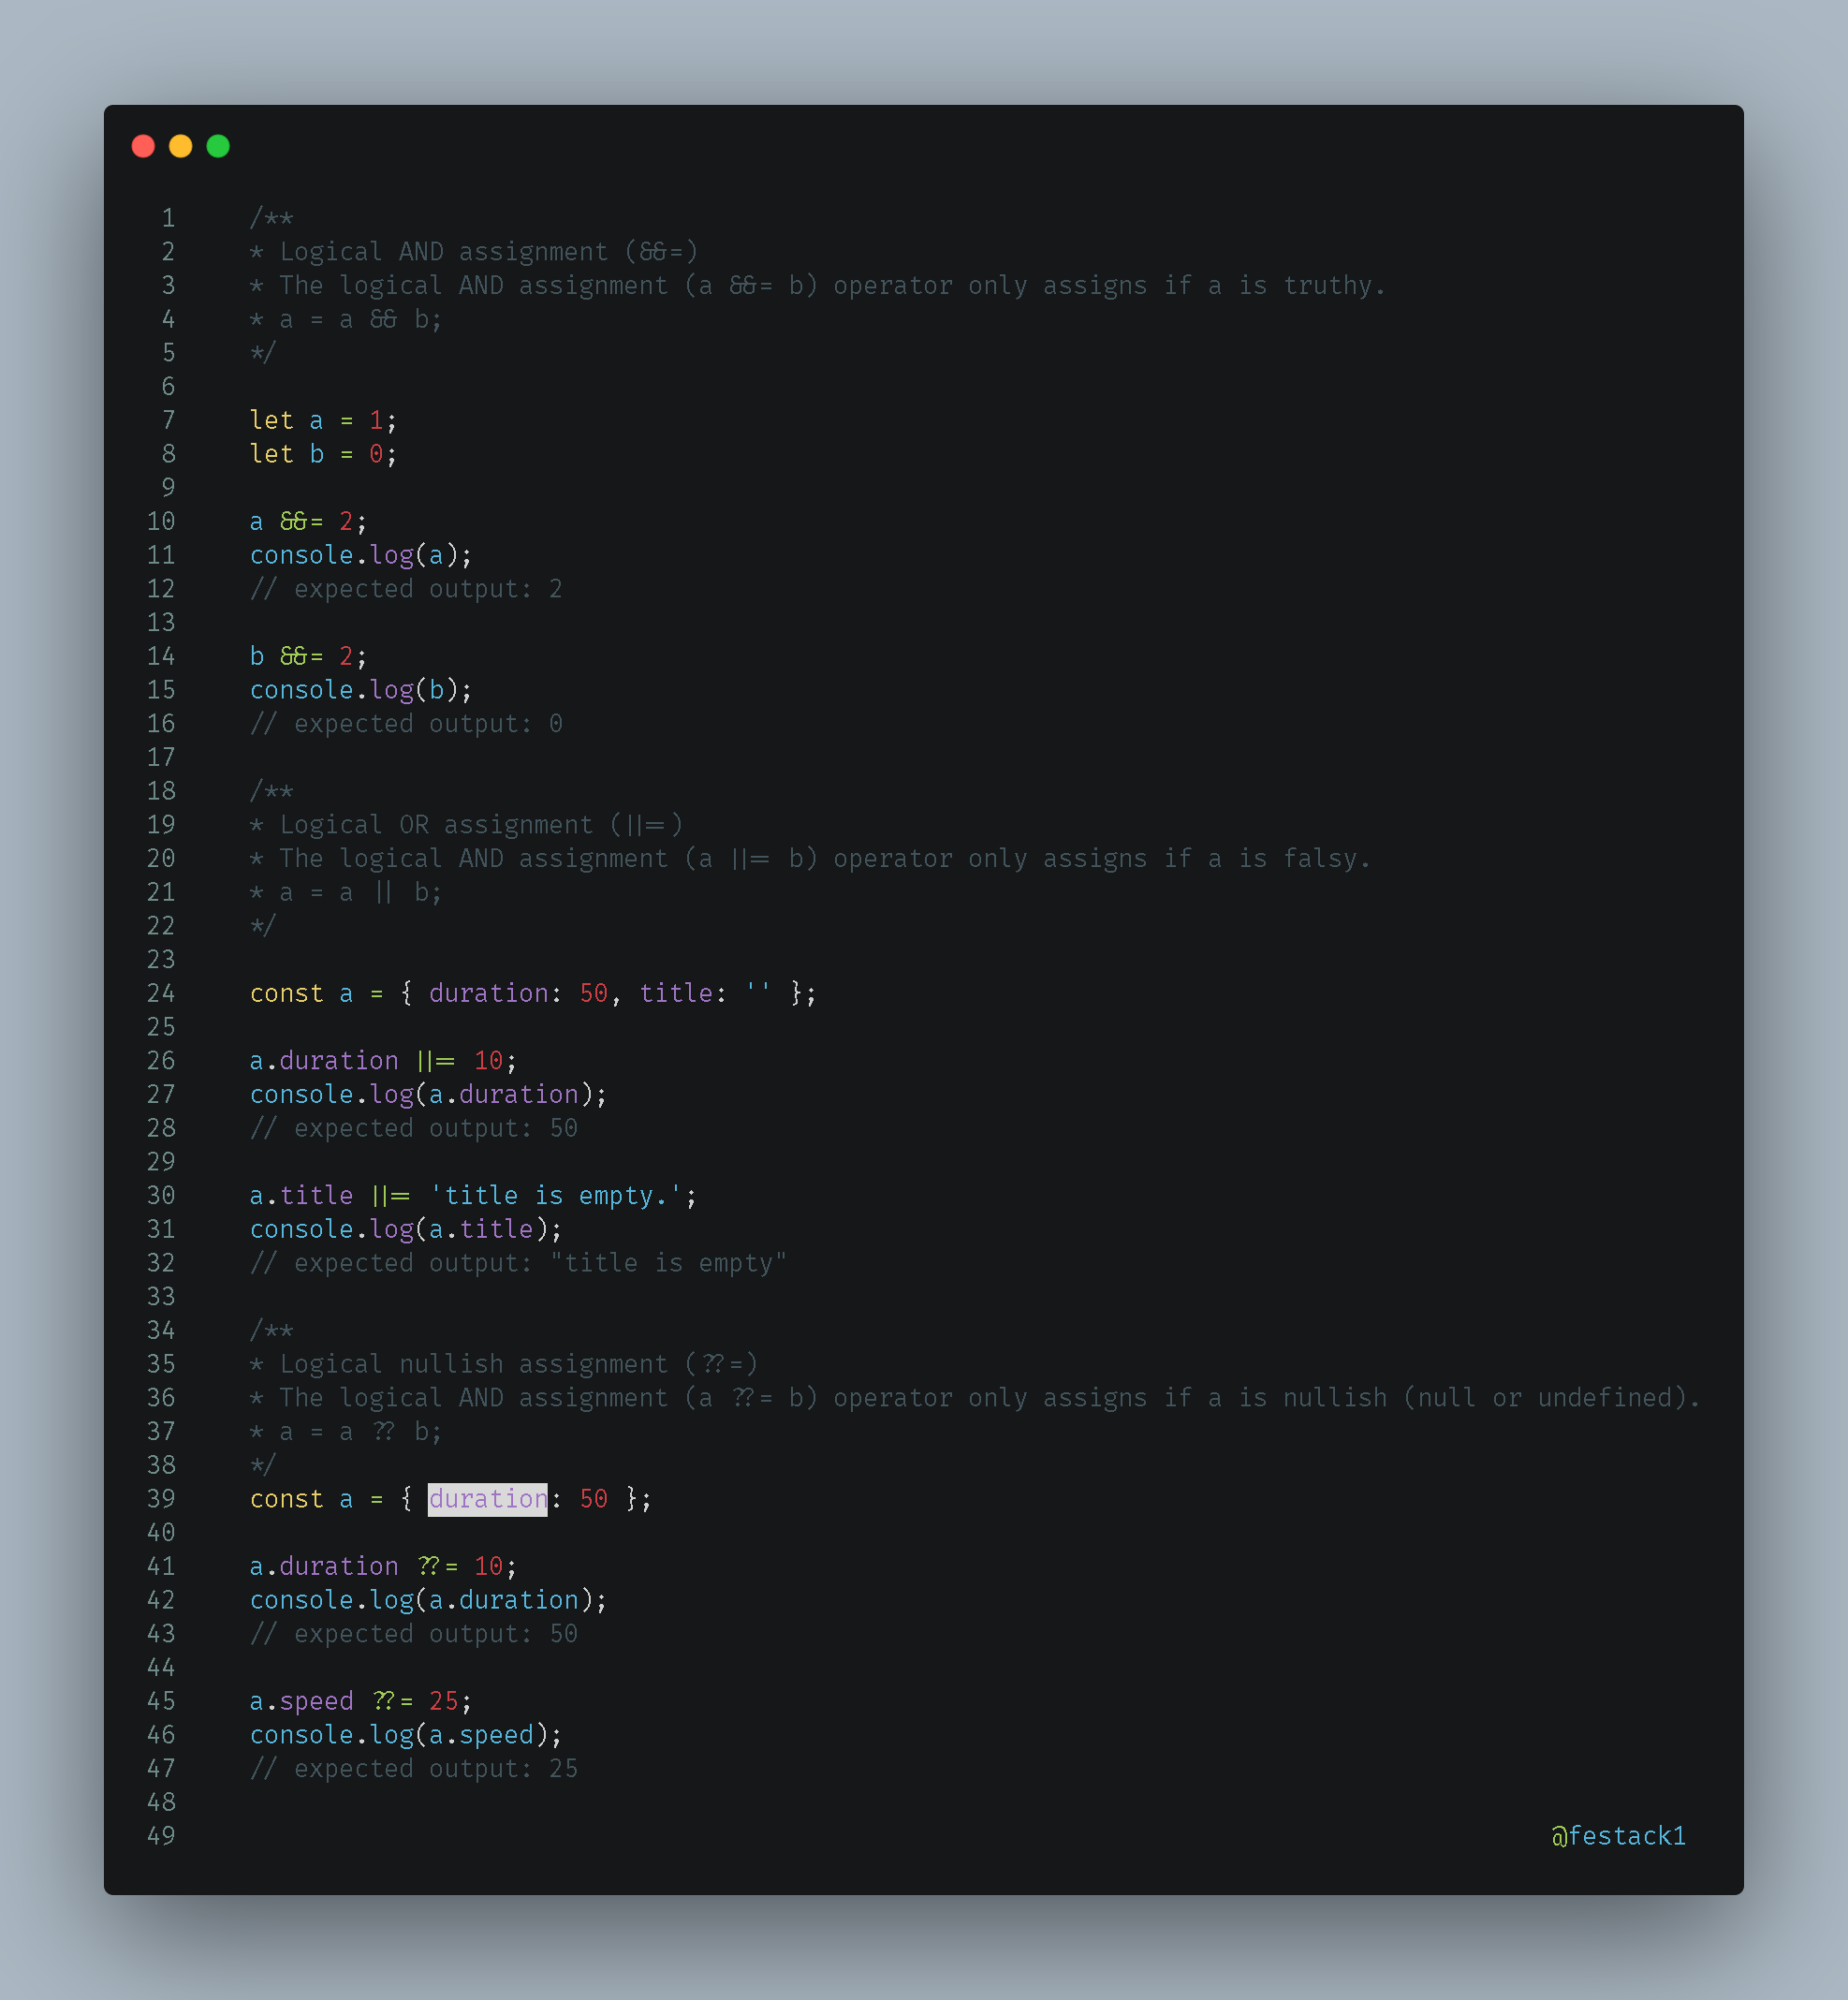 1 /**
2 * Logical AND assignment (&&=)
3 * The logical AND assignment (a &&= b) operator only assigns if a is truthy.
4 * a = a && b;
5 */
6
7 let a = 1;
8 let b = 0;
9
10 a &&= 2;
11 console.log(a);
12 // expected output: 2
13
14 b &&= 2;
15 console.log(b);
16 // expected output: 0
17
18 /**
19 * Logical OR assignment (||=)
20 * The logical AND assignment (a ||= b) operator only assigns if a is falsy.
21 * a = a || b;
22 */
23
24 const a = { duration: 50, title: '' };
25
26 a.duration ||= 10;
27 console.log(a.duration);
28 // expected output: 50
29
30 a.title ||= 'title is empty.';
31 console.log(a.title);
32 // expected output: "title is empty"
33
34 /**
35 * Logical nullish assignment (??=)
36 * The logical AND assignment (a ??= b) operator only assigns if a is nullish (null or undefined).
37 * a = a ?? b;
38 */
39 const a = { duration: 50 };
40
41 a.duration ??= 10;
42 console.log(a.duration);
43 // expected output: 50
44
45 a.speed ??= 25;
46 console.log(a.speed);
47 // expected output: 25
48
49 @festack1